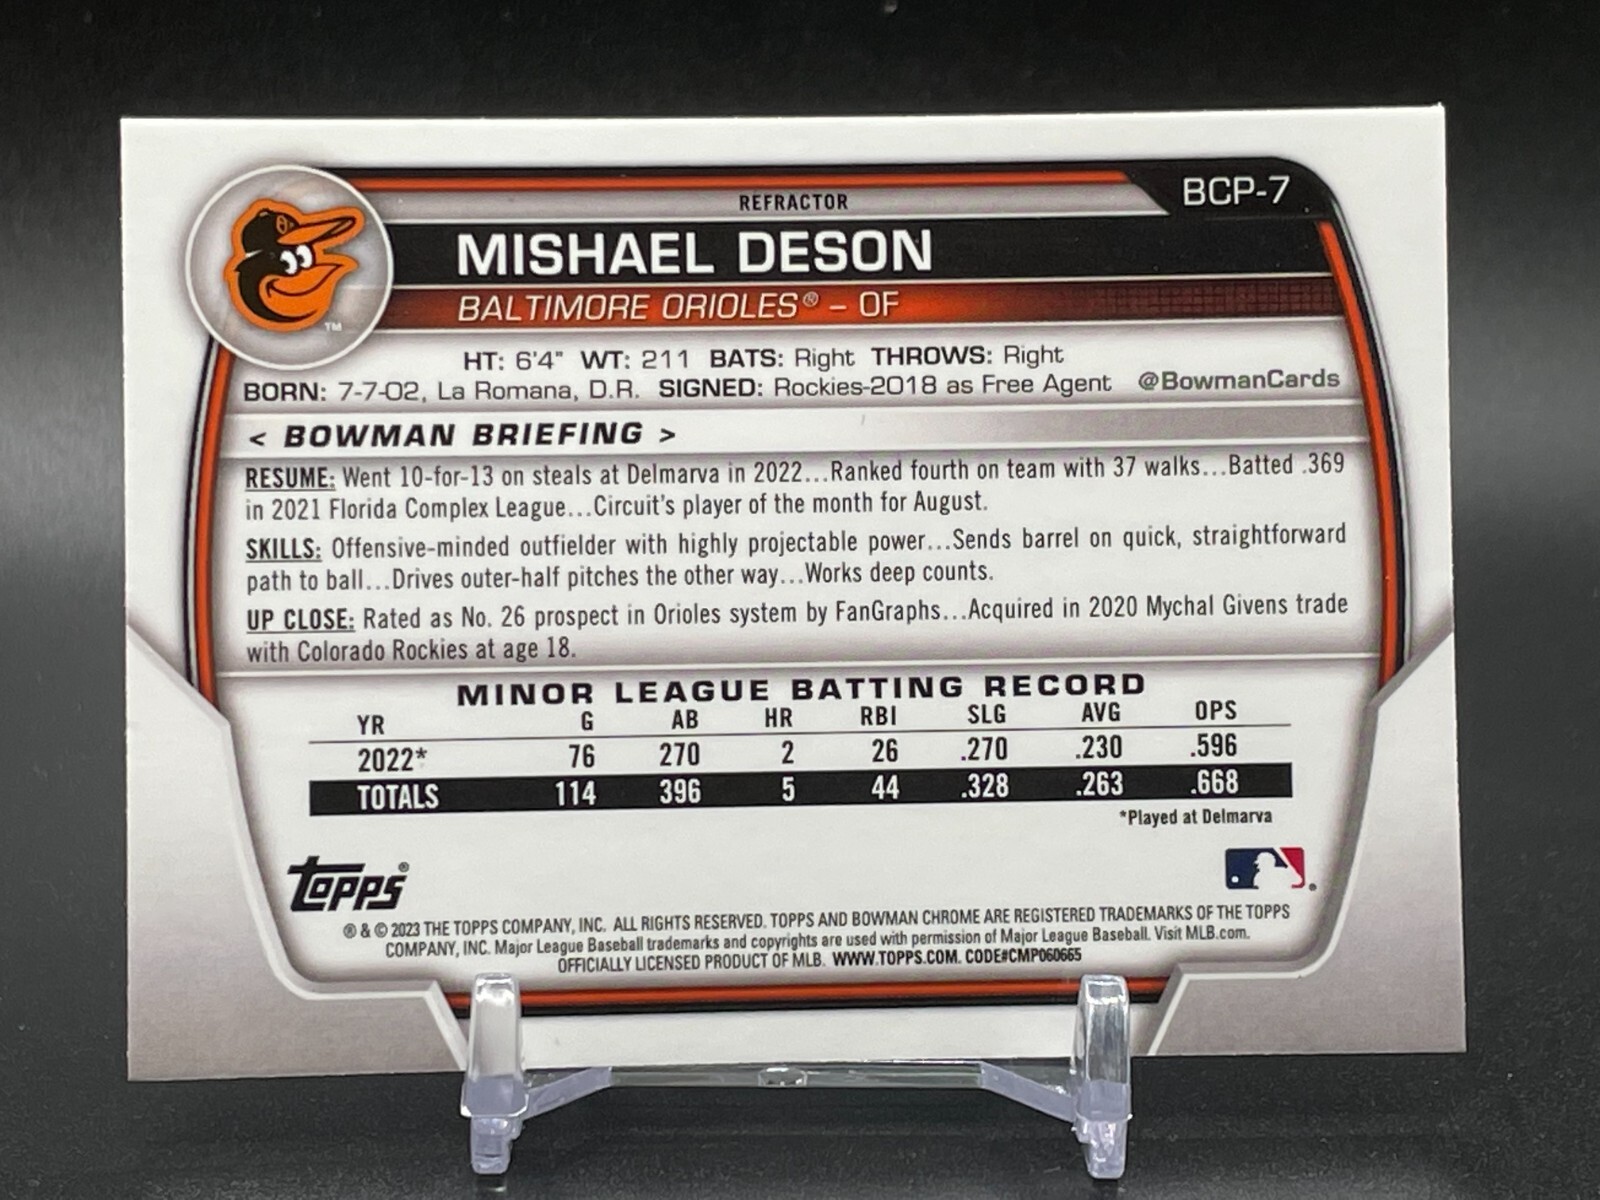 REFRACTOR
BCP-7
MISHAEL DESON
BALTIMORE ORIOLES® – OF
TM
HT: 6'4" WT: 211 BATS: Right THROWS: Right
BORN: 7-7-02, La Romana, D.R. SIGNED: Rockies-2018 as Free Agent @BowmanCards
< BOWMAN BRIEFING >
RESUME: Went 10-for-13 on steals at Delmarva in 2022...Ranked fourth on team with 37 walks...Batted .369
in 2021 Florida Complex League...Circuit's player of the month for August.
SKILLS: Offensive-minded outfielder with highly projectable power...Sends barrel on quick, straightforward
path to ball...Drives outer-half pitches the other way...Works deep counts.
UP CLOSE: Rated as No. 26 prospect in Orioles system by FanGraphs...Acquired in 2020 Mychal Givens trade
with Colorado Rockies at age 18.
MINOR LEAGUE BATTING RECORD
YR G AB HR RBI SLG AVG OPS
2022* 76 270 2 26 .270 .230 .596
TOTALS 114 396 5 44 .328 .263 .668
*Played at Delmarva
Topps®
® & © 2023 THE TOPPS COMPANY, INC. ALL RIGHTS RESERVED. TOPPS AND BOWMAN CHROME ARE REGISTERED TRADEMARKS OF THE TOPPS
COMPANY, INC. Major League Baseball trademarks and copyrights are used with permission of Major League Baseball. Visit MLB.com.
OFFICIALLY LICENSED PRODUCT OF MLB. WWW.TOPPS.COM. CODE#CMP060665